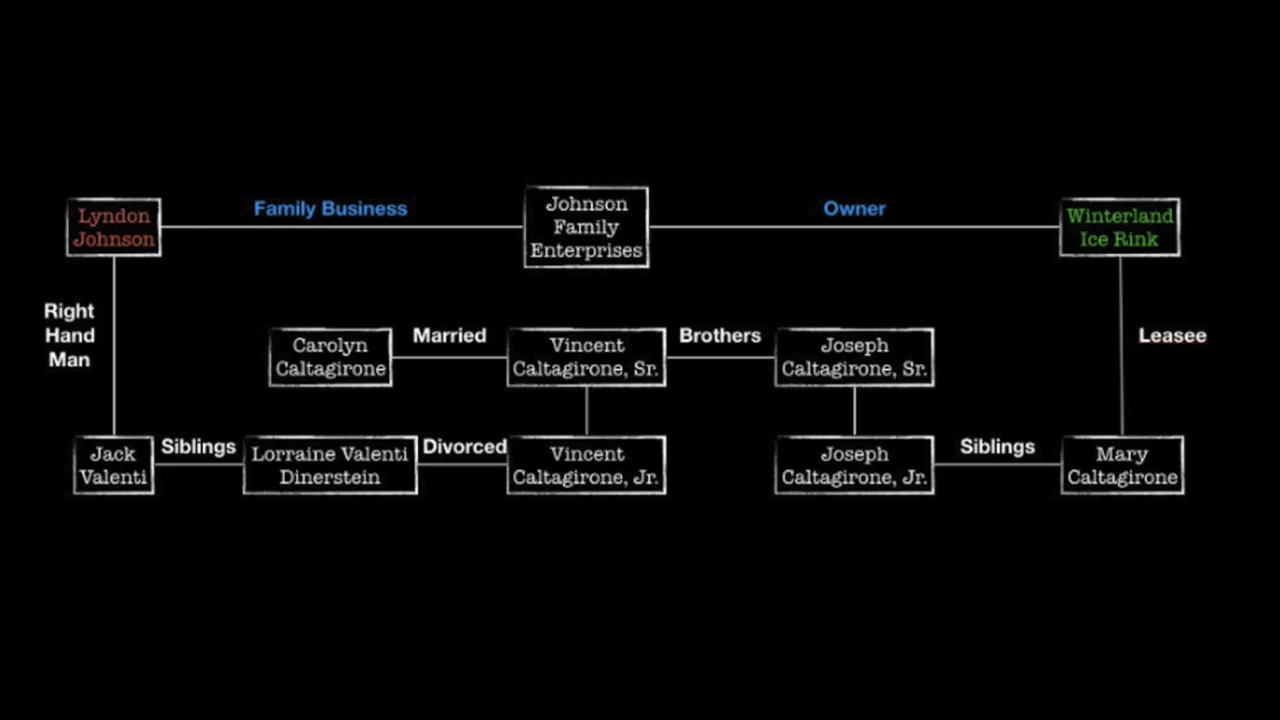 Lyndon
Johnson
Family Business
Johnson
Family
Enterprises
Owner
Winterland
Ice Rink
Right
Hand
Man
Carolyn
Caltagirone
Married
Vincent
Caltagirone, Sr.
Brothers
Joseph
Caltagirone, Sr.
Leasee
Jack
Valenti
Siblings
Lorraine Valenti
Dinerstein
Divorced
Vincent
Caltagirone, Jr.
Joseph
Caltagirone, Jr.
Siblings
Mary
Caltagirone